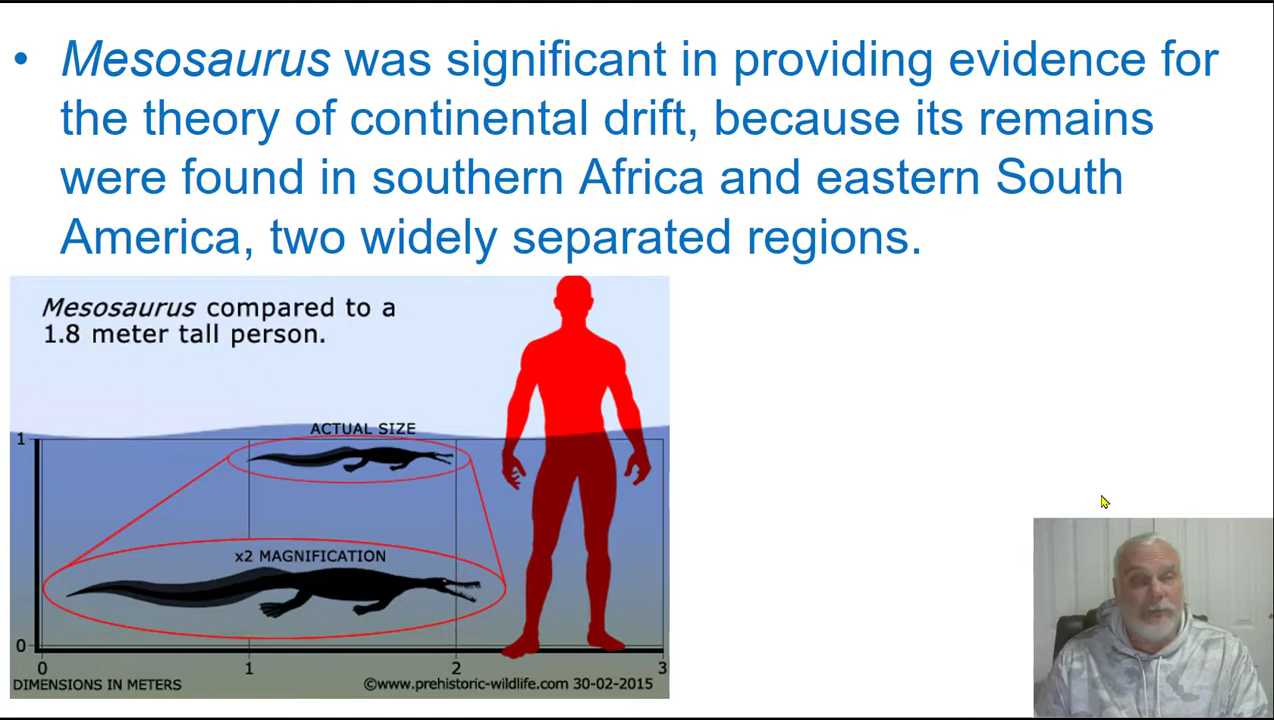 • Mesosaurus was significant in providing evidence for
the theory of continental drift, because its remains
were found in southern Africa and eastern South
America, two widely separated regions.
Mesosaurus compared to a
1.8 meter tall person.
ACTUAL SIZE
1
x2 MAGNIFICATION
0
0 1 2 3
DIMENSIONS IN METERS ©www.prehistoric-wildlife.com 30-02-2015